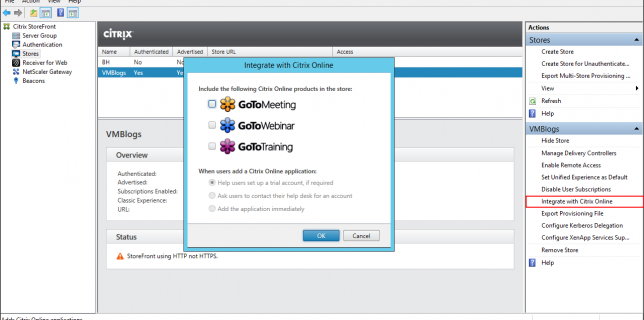 File Action View Window Help
Citrix StoreFront
Server Group
Authentication
Stores
Receiver for Web
NetScaler Gateway
Beacons
CİTRIX
Name Authenticated Advertised Store URL Access
BH No No
VMBlogs Yes Ye
VMBlogs
Overview
Authenticated:
Advertised:
Subscriptions Enabled:
Classic Experience:
URL:
Status
StoreFront using HTTP not HTTPS.
Integrate with Citrix Online
Include the following Citrix Online products in the store:
GoToMeeting
GoToWebinar
GoToTraining
When users add a Citrix Online application:
Help users set up a trial account, if required
Ask users to contact their help desk for an account
Add the application immediately
OK Cancel
Actions
Stores
Create Store
Create Store for Unauthenticate...
Export Multi-Store Provisioning ...
View
Refresh
Help
VMBlogs
Hide Store
Manage Delivery Controllers
Enable Remote Access
Set Unified Experience as Default
Disable User Subscriptions
Integrate with Citrix Online
Export Provisioning File
Configure Kerberos Delegation
Configure XenApp Services Sup...
Remove Store
Help
Adds Citrix Online applications.